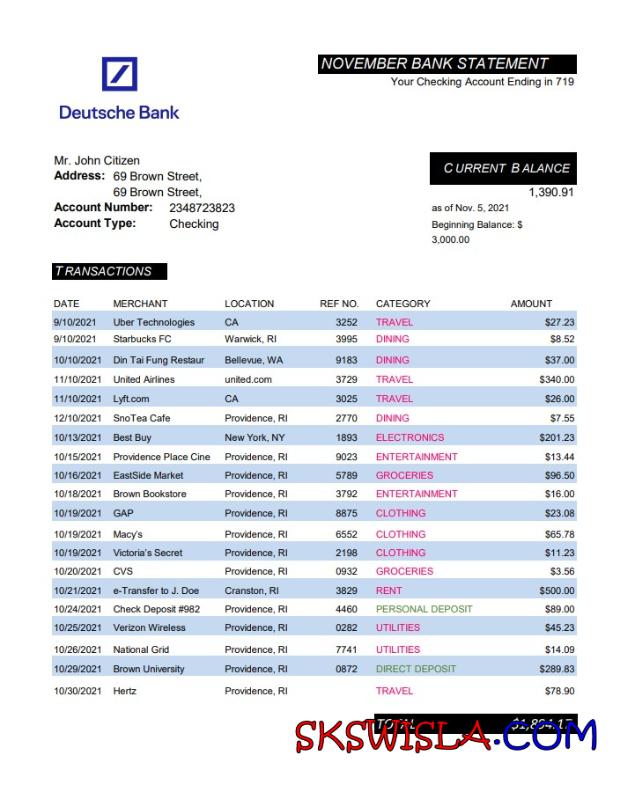 NOVEMBER BANK STATEMENT
Your Checking Account Ending in 719
Deutsche Bank
Mr. John Citizen
Address: 69 Brown Street,
69 Brown Street,
Account Number: 2348723823
Account Type: Checking
CURRENT BALANCE
1,390.91
as of Nov. 5, 2021
Beginning Balance: $
3,000.00
TRANSACTIONS
DATE MERCHANT LOCATION REF NO. CATEGORY AMOUNT
9/10/2021 Uber Technologies CA 3252 TRAVEL $27.23
9/10/2021 Starbucks FC Warwick, RI 3995 DINING $8.52
10/10/2021 Din Tai Fung Restaur Bellevue, WA 9183 DINING $37.00
11/10/2021 United Airlines united.com 3729 TRAVEL $340.00
11/10/2021 Lyft.com CA 3025 TRAVEL $26.00
12/10/2021 SnoTea Cafe Providence, RI 2770 DINING $7.55
10/13/2021 Best Buy New York, NY 1893 ELECTRONICS $201.23
10/15/2021 Providence Place Cine Providence, RI 9023 ENTERTAINMENT $13.44
10/16/2021 EastSide Market Providence, RI 5789 GROCERIES $96.50
10/18/2021 Brown Bookstore Providence, RI 3792 ENTERTAINMENT $16.00
10/19/2021 GAP Providence, RI 8875 CLOTHING $23.08
10/19/2021 Macy's Providence, RI 6552 CLOTHING $65.78
10/19/2021 Victoria's Secret Providence, RI 2198 CLOTHING $11.23
10/20/2021 CVS Providence, RI 0932 GROCERIES $3.56
10/21/2021 e-Transfer to J. Doe Cranston, RI 3829 RENT $500.00
10/24/2021 Check Deposit #982 Providence, RI 4460 PERSONAL DEPOSIT $89.00
10/25/2021 Verizon Wireless Providence, RI 0282 UTILITIES $45.23
10/26/2021 National Grid Providence, RI 7741 UTILITIES $14.09
10/29/2021 Brown University Providence, RI 0872 DIRECT DEPOSIT $289.83
10/30/2021 Hertz Providence, RI TRAVEL $78.90
TOTAL
SKSWISLA.COM